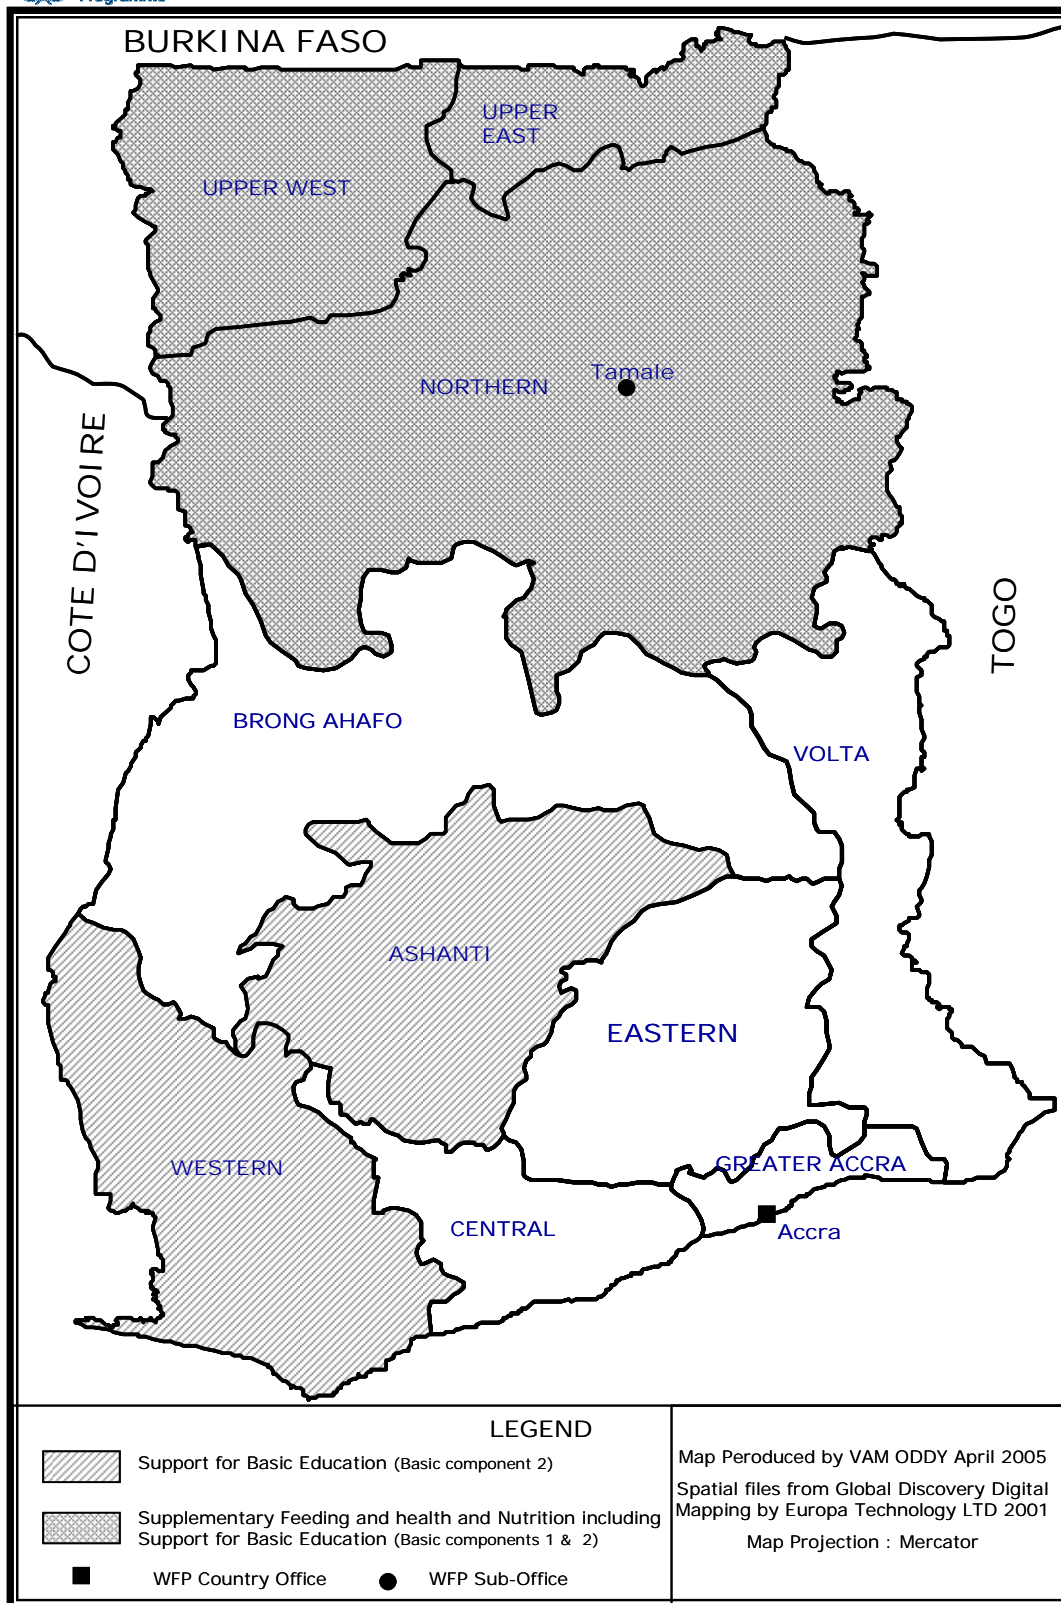 Programme
BURKINA FASO
UPPER
EAST
UPPER WEST
NORTHERN
Tamale
COTE D'IVOIRE
TOGO
BRONG AHAFO
VOLTA
ASHANTI
EASTERN
WESTERN
GREATER ACCRA
CENTRAL
Accra
LEGEND
Support for Basic Education (Basic component 2)
Supplementary Feeding and health and Nutrition including
Support for Basic Education (Basic components 1 & 2)
WFP Country Office
WFP Sub-Office
Map Peroduced by VAM ODDY April 2005
Spatial files from Global Discovery Digital
Mapping by Europa Technology LTD 2001
Map Projection : Mercator